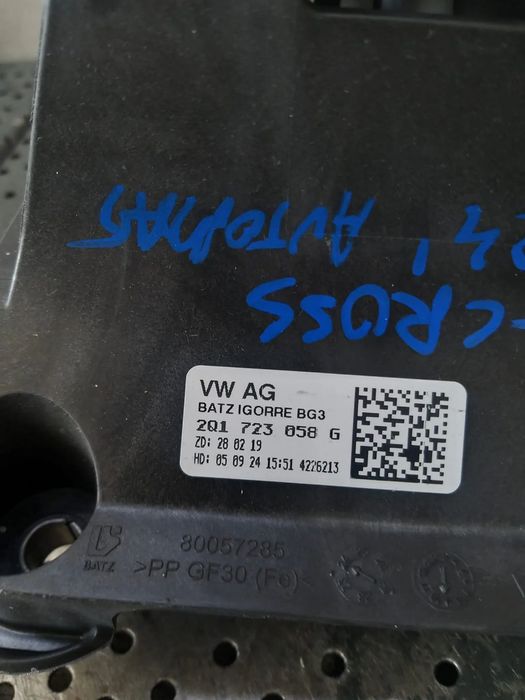 -CROSS
24' AUTOMAT
VW AG
BATZ IGORRE BG3
2Q1 723 058 G
ZD: 28 02 19
HD: 05 09 24 15:51 4226213
80057285
BATZ >PP GF30 (Fe)<